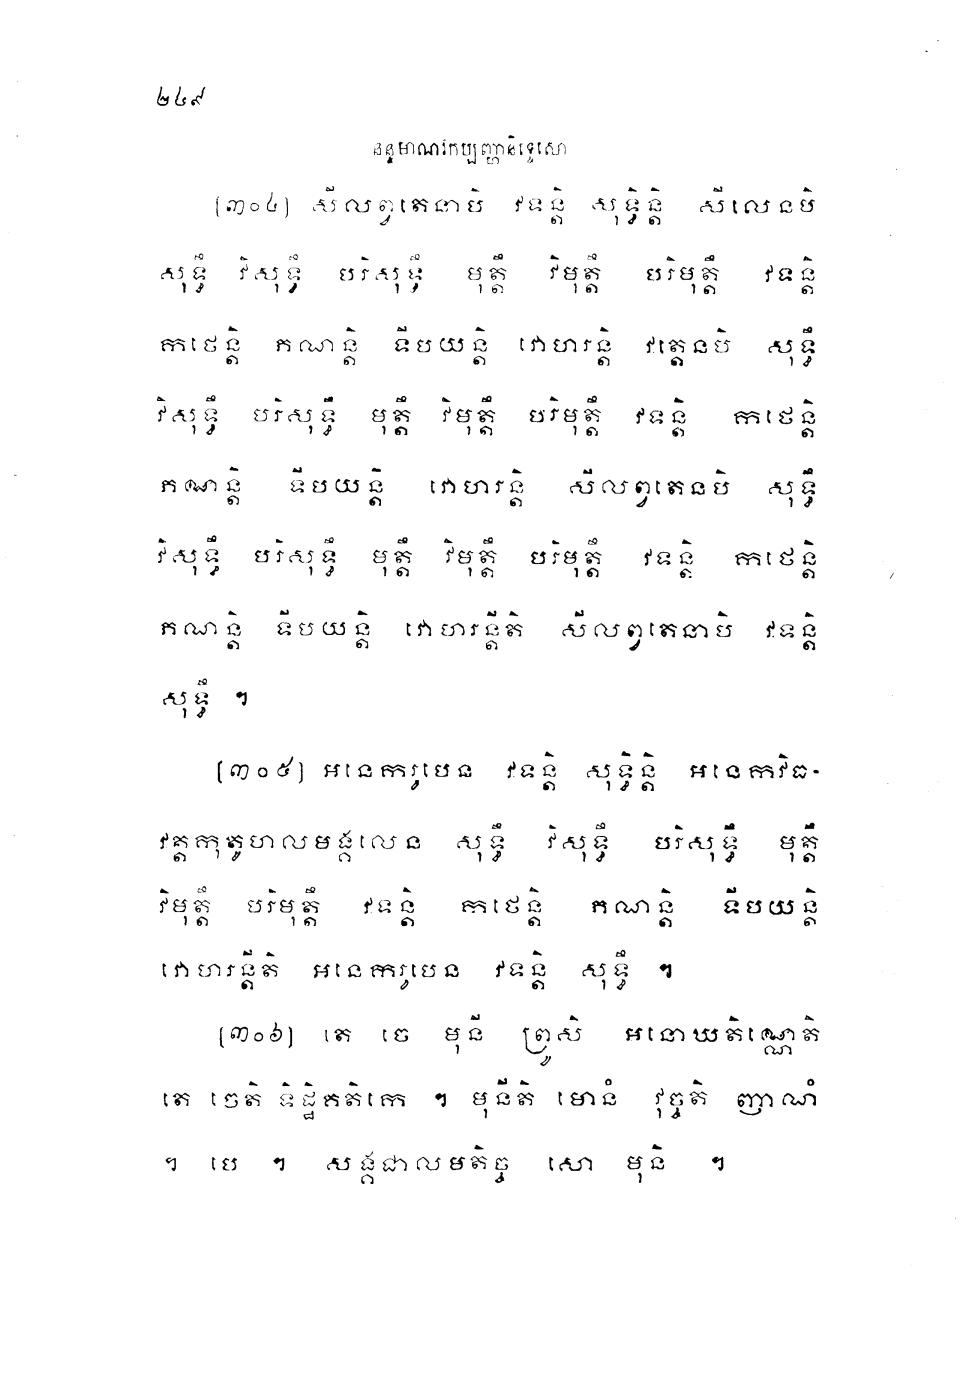 ២៤៩
នន្ទមាណវកប្បញ្ហានិទ្ទេសោ
[៣០៤] សីលព្វតេនាបិ វទន្តិ សុទ្ធិន្តិ សីលេនបិ
សុទ្ធឹ វិសុទ្ធឹ បរិសុទ្ធឹ មុត្តឹ វិមុត្តឹ បរិមុត្តឹ វទន្តិ
កថេន្តិ ភណន្តិ ទីបយន្តិ វោហរន្តិ វត្តេនបិ សុទ្ធឹ
វិសុទ្ធឹ បរិសុទ្ធឹ មុត្តឹ វិមុត្តឹ បរិមុត្តឹ វទន្តិ កថេន្តិ
ភណន្តិ ទីបយន្តិ វោហរន្តិ សីលព្វតេនបិ សុទ្ធឹ
វិសុទ្ធឹ បរិសុទ្ធឹ មុត្តឹ វិមុត្តឹ បរិមុត្តឹ វទន្តិ កថេន្តិ
ភណន្តិ ទីបយន្តិ វោហរន្តីតិ សីលព្វតេនាបិ វទន្តិ
សុទ្ធឹ ។
[៣០៥] អនេករូបេន វទន្តិ សុទ្ធិន្តិ អនេកវិធ-
វត្តកុតូហលមង្គលេន សុទ្ធឹ វិសុទ្ធឹ បរិសុទ្ធឹ មុត្តឹ
វិមុត្តឹ បរិមុត្តឹ វទន្តិ កថេន្តិ ភណន្តិ ទីបយន្តិ
វោហរន្តីតិ អនេករូបេន វទន្តិ សុទ្ធឹ ។
[៣០៦] តេ ចេ មុនី ព្រូសិ អនោឃតិណ្ណេតិ
តេ ចេតិ ទិដ្ឋិគតិកេ ។ មុនីតិ មោនំ វុច្ចតិ ញាណំ
។ បេ ។ សង្គជាលមតិច្ច សោ មុនិ ។